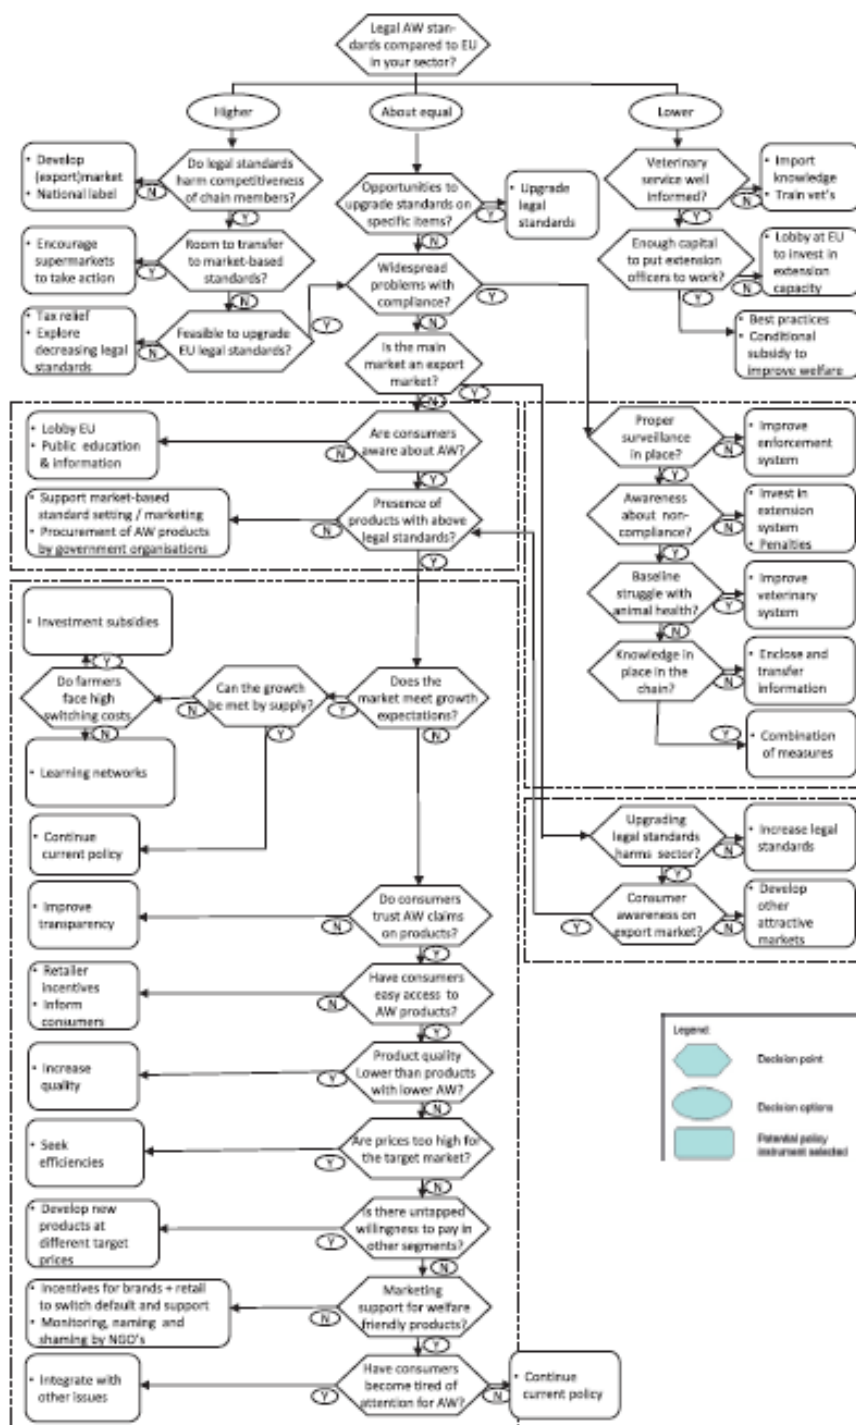 Legal AW stan-
dards compared to EU
in your sector?
Higher
About equal
Lower
• Develop
(export)market
• National label
N
Do legal standards
harm competitiveness
of chain members?
Y
Opportunities to
upgrade standards on
specific items?
Y
N
• Upgrade
legal
standards
Veterinary
service well
informed?
N
Y
• Import
knowledge
• Train vet's
• Encourage
supermarkets
to take action
Y
Room to transfer
to market-based
standards?
N
Widespread
problems with
compliance?
Y
N
Enough capital
to put extension
officers to work?
N
Y
• Lobby at EU
to invest in
extension
capacity
• Tax relief
• Explore
decreasing legal
standards
N
Feasible to upgrade
EU legal standards?
Y
Is the main
market an export
market?
Y
N
• Best practices
• Conditional
subsidy to
improve welfare
• Lobby EU
• Public education
& information
N
Are consumers
aware about AW?
Y
• Support market-based
standard setting / marketing
• Procurement of AW products
by government organisations
N
Presence of
products with above
legal standards?
Y
Proper
surveillance
in place?
N
Y
• Improve
enforcement
system
Awareness
about non-
compliance?
N
Y
• Invest in
extension
system
• Penalties
Baseline
struggle with
animal health?
Y
N
• Improve
veterinary
system
Knowledge in
place in the
chain?
N
Y
• Enclose and
transfer
information
• Combination
of measures
• Investment subsidies
Y
Do farmers
face high
switching costs
N
N
Can the growth
be met by supply?
Y
Y
Does the
market meet growth
expectations?
N
• Learning networks
• Continue
current policy
Upgrading
legal standards
harms sector?
N
Y
• Increase legal
standards
Consumer
awareness on
export market?
Y
N
• Develop
other
attractive
markets
• Improve
transparency
N
Do consumers
trust AW claims
on products?
Y
• Retailer
incentives
• Inform
consumers
N
Have consumers
easy access to
AW products?
Y
• Increase
quality
Y
Product quality
Lower than products
with lower AW?
N
• Seek
efficiencies
Y
Are prices too high for
the target market?
N
• Develop new
products at
different target
prices
Y
Is there untapped
willingness to pay in
other segments?
N
• Incentives for brands + retail
to switch default and support
• Monitoring, naming and
shaming by NGO's
N
Marketing
support for welfare
friendly products?
Y
• Integrate with
other issues
Y
Have consumers
become tired of
attention for AW?
N
• Continue
current policy
Legend:
Decision point
Decision options
Potential policy
instrument selected